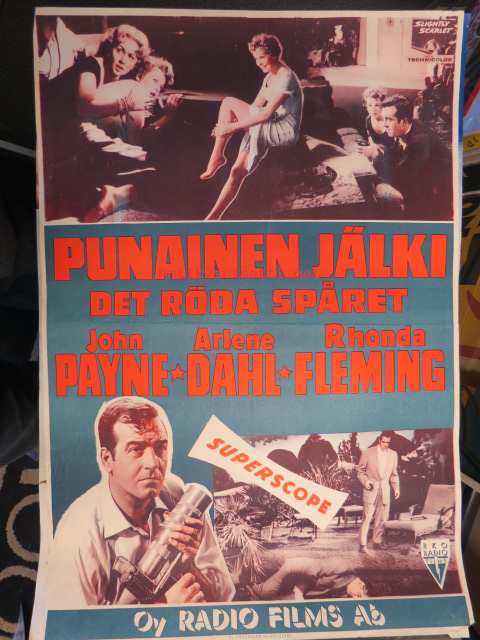 SLIGHTLY
SCARLET
TECHNICOLOR
PUNAINEN JÄLKI
DET RÖDA SPÅRET
John Arlene Rhonda
PAYNE★DAHL★FLEMING
SUPERSCOPE
RKO
RADIO
Oy RADIO FILMS Ab